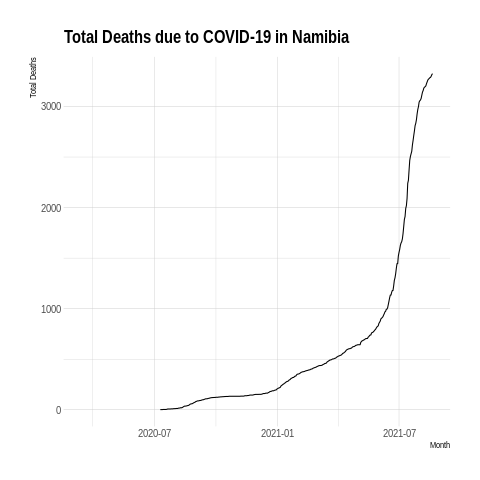 Total Deaths due to COVID-19 in Namibia
Total Deaths
3000
2000
1000
0
2020-07 2021-01 2021-07
Month